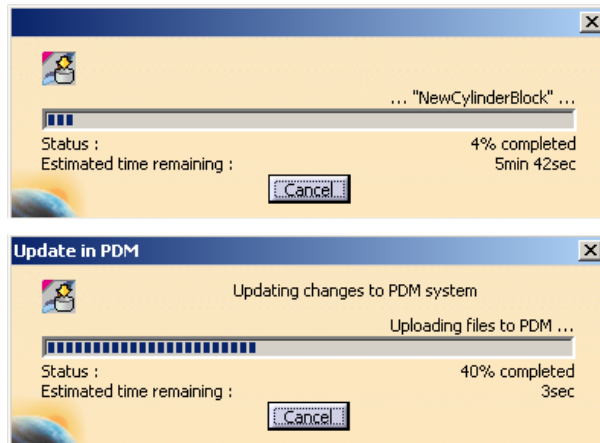 ... "NewCylinderBlock" ...
Status :
4% completed
Estimated time remaining :
5min 42sec
Cancel
Update in PDM
Updating changes to PDM system
Uploading files to PDM ...
Status :
40% completed
Estimated time remaining :
3sec
Cancel